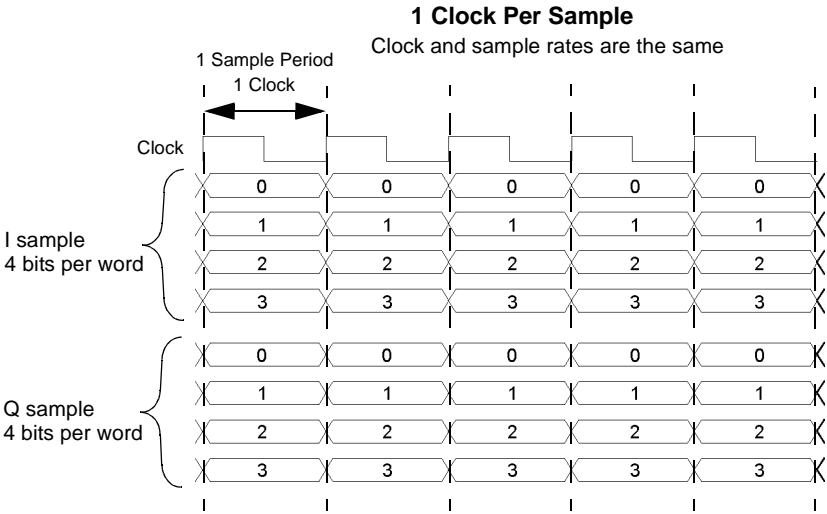 1 Clock Per Sample
Clock and sample rates are the same
1 Sample Period
1 Clock
Clock
0 0 0 0 0
1 1 1 1 1
I sample
4 bits per word
2 2 2 2 2
3 3 3 3 3
0 0 0 0 0
1 1 1 1 1
Q sample
4 bits per word
2 2 2 2 2
3 3 3 3 3